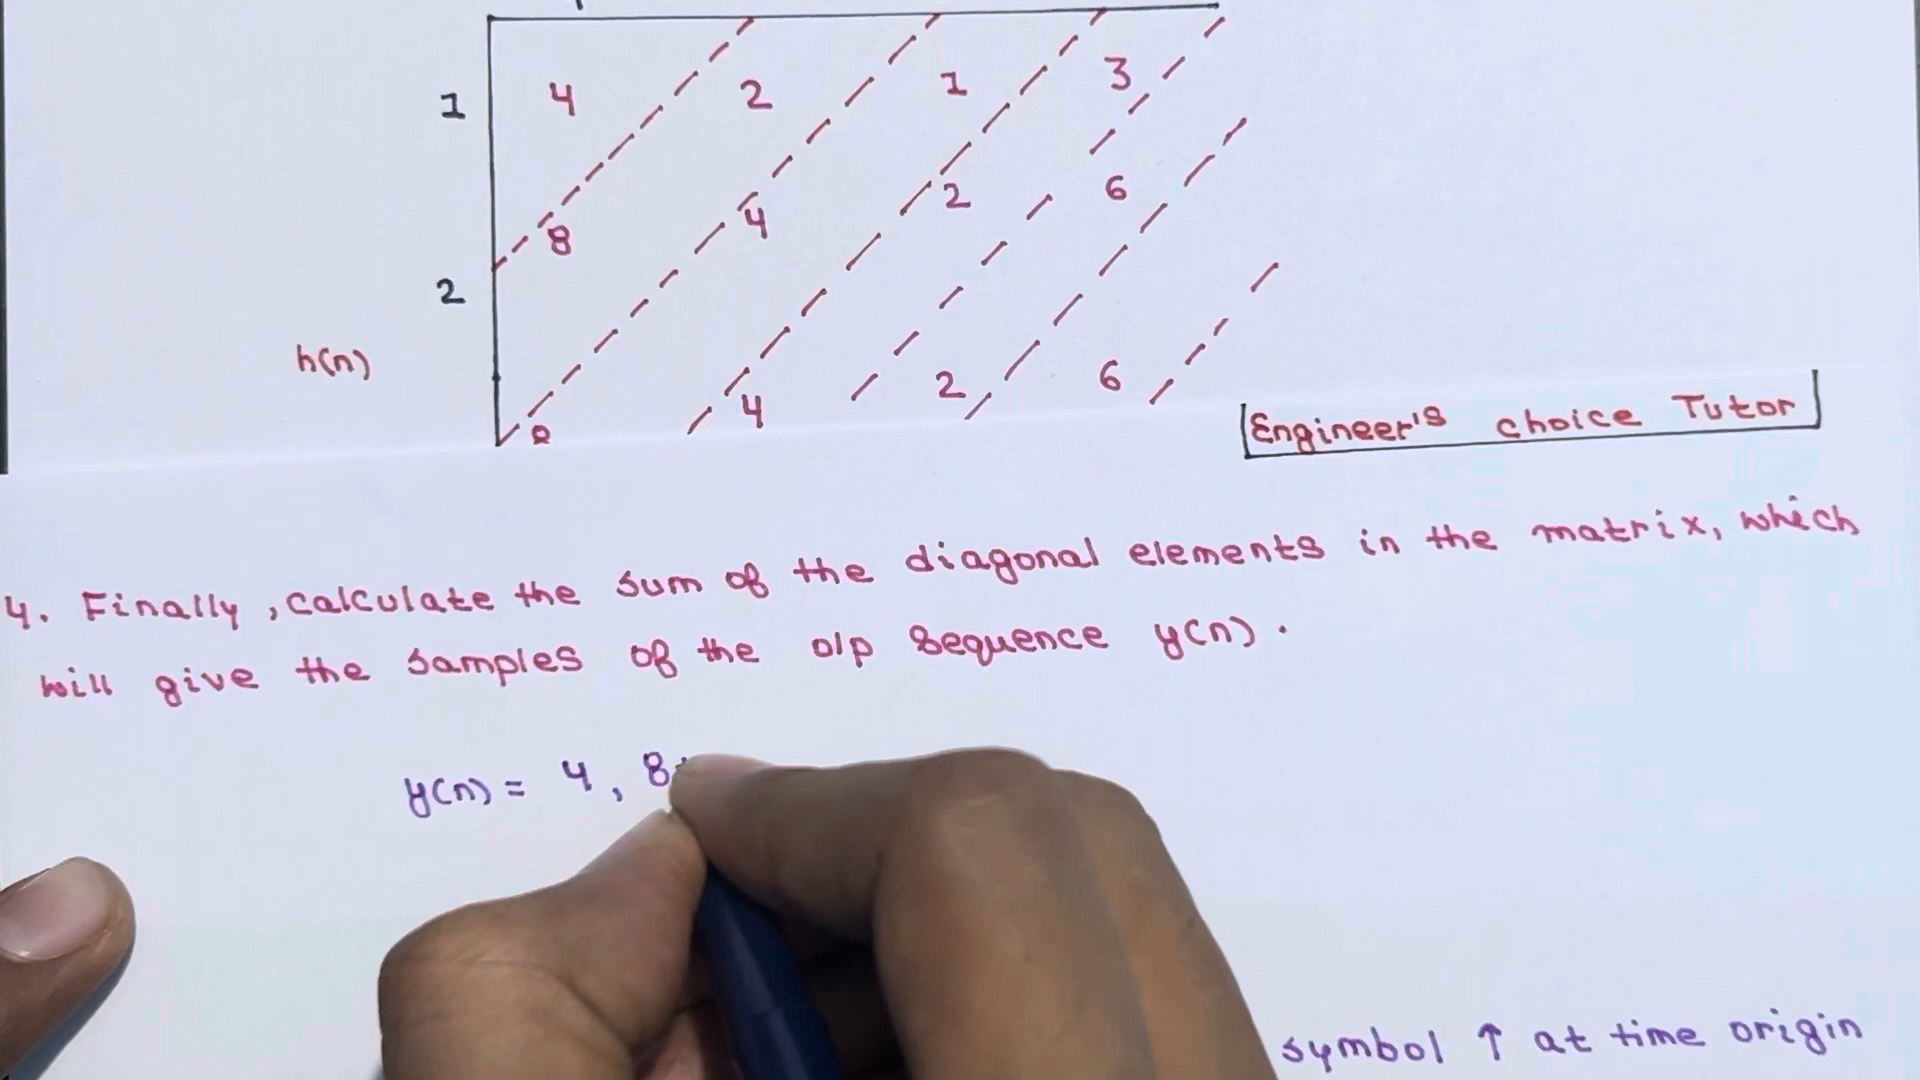 1 4 2 1 3
8 4 2 6
2
h(n)
8 4 2 6
Engineer's choice Tutor
4. Finally, calculate the sum of the diagonal elements in the matrix, which
will give the samples of the o/p sequence y(n).
y(n) = 4, 8+
symbol ↑ at time origin